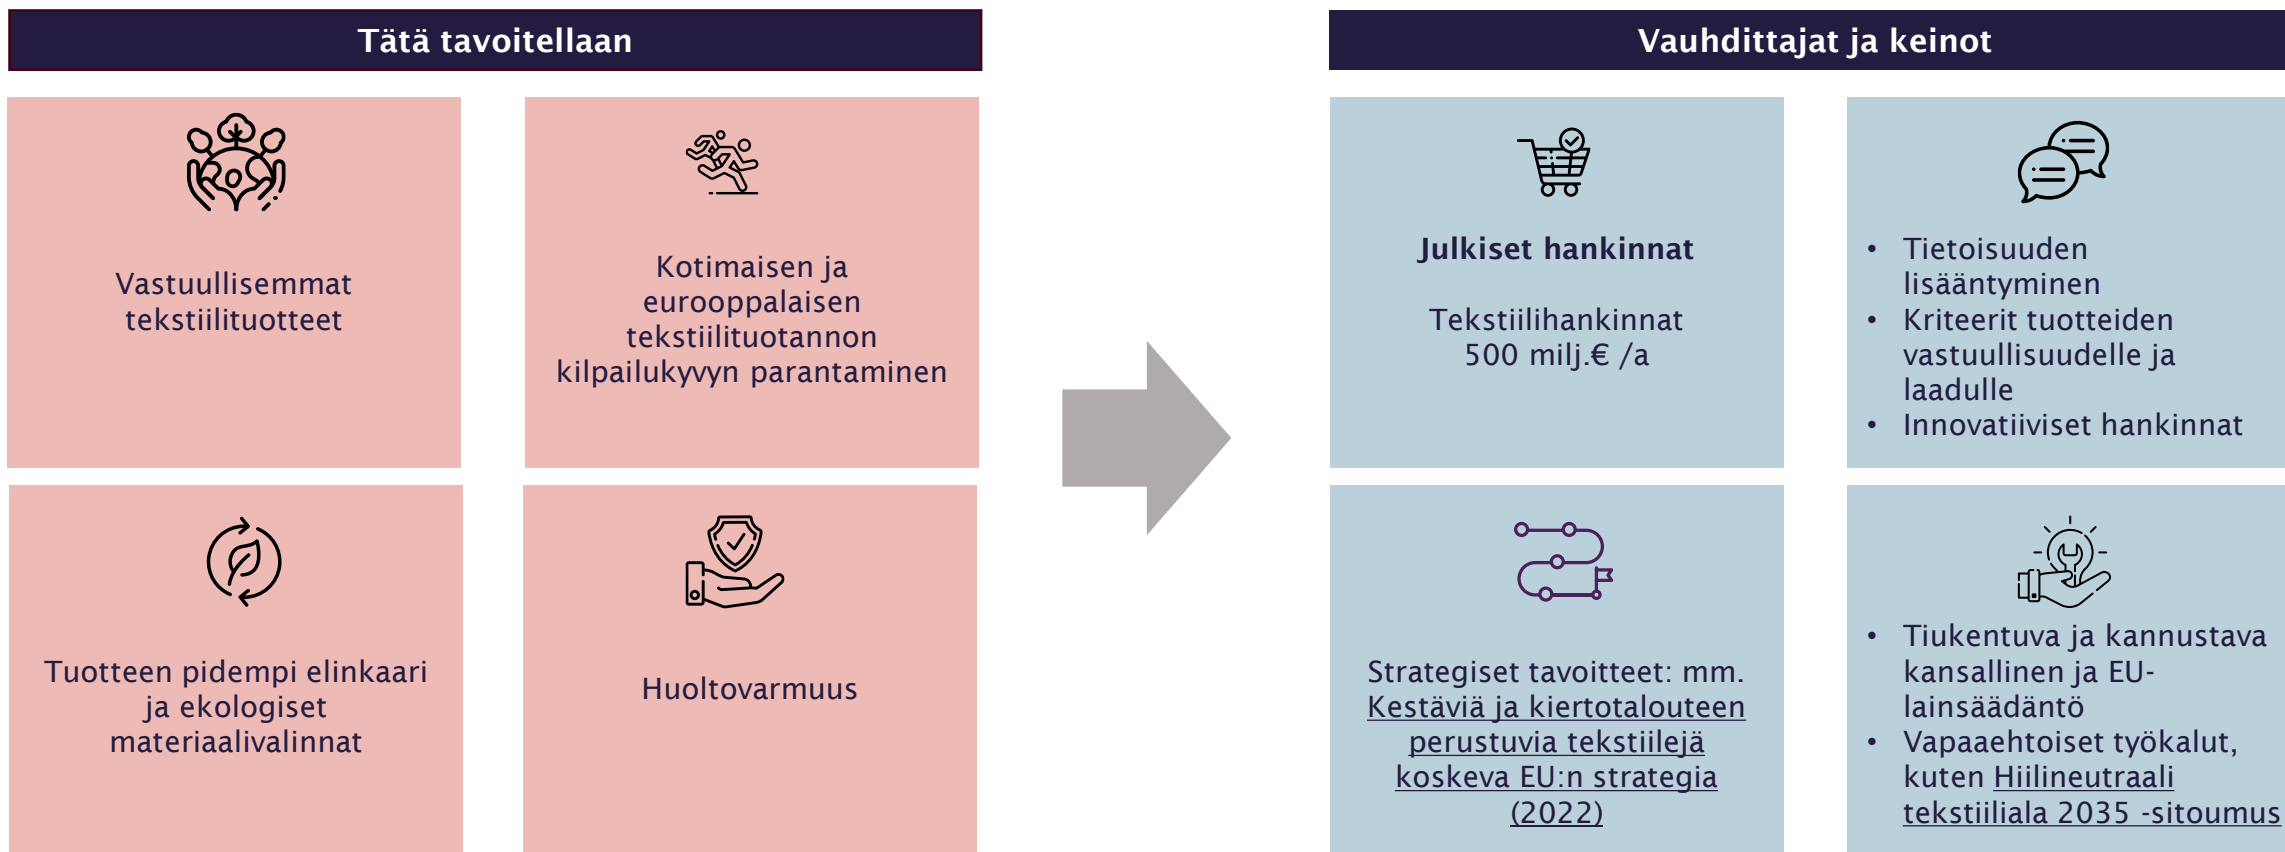 Tätä tavoitellaan
Vastuullisemmat
tekstiilituotteet
Kotimaisen ja
eurooppalaisen
tekstiilituotannon
kilpailukyvyn parantaminen
Tuotteen pidempi elinkaari
ja ekologiset
materiaalivalinnat
Huoltovarmuus
Vauhdittajat ja keinot
Julkiset hankinnat
Tekstiilihankinnat
500 milj.€ /a
• Tietoisuuden
lisääntyminen
• Kriteerit tuotteiden
vastuullisuudelle ja
laadulle
• Innovatiiviset hankinnat
Strategiset tavoitteet: mm.
Kestäviä ja kiertotalouteen
perustuvia tekstiilejä
koskeva EU:n strategia
(2022)
• Tiukentuva ja kannustava
kansallinen ja EU-
lainsäädäntö
• Vapaaehtoiset työkalut,
kuten Hiilineutraali
tekstiiliala 2035 -sitoumus